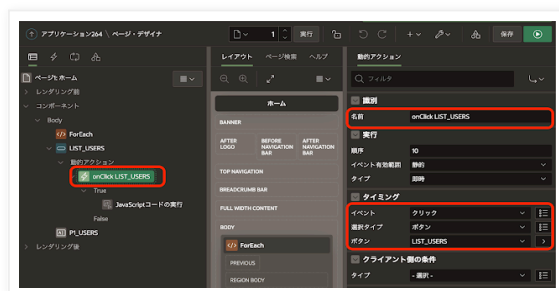 アプリケーション264 \ ページ・デザイナ
1
実行
保存
ページ1: ホーム
レンダリング前
コンポーネント
Body
ForEach
LIST_USERS
動的アクション
onClick LIST_USERS
True
JavaScriptコードの実行
False
P1_USERS
レンダリング後
レイアウト ページ検索 ヘルプ
ホーム
BANNER
AFTER LOGO
BEFORE NAVIGATION BAR
AFTER NAVIGATION BAR
TOP NAVIGATION
BREADCRUMB BAR
FULL WIDTH CONTENT
BODY
ForEach
PREVIOUS
REGION BODY
動的アクション
フィルタ
識別
名前 onClick LIST_USERS
実行
順序 10
イベント有効範囲 静的
タイプ 即時
タイミング
イベント クリック
選択タイプ ボタン
ボタン LIST_USERS
クライアント側の条件
タイプ - 選択 -